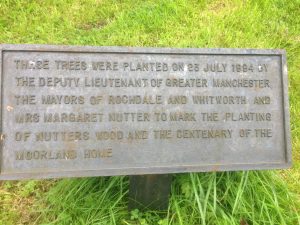 THESE TREES WERE PLANTED ON 23 JULY 1994 BY
THE DEPUTY LIEUTENANT OF GREATER MANCHESTER,
THE MAYORS OF ROCHDALE AND WHITWORTH AND
MRS MARGARET NUTTER TO MARK THE PLANTING
OF NUTTERS WOOD AND THE CENTENARY OF THE
MOORLAND HOME